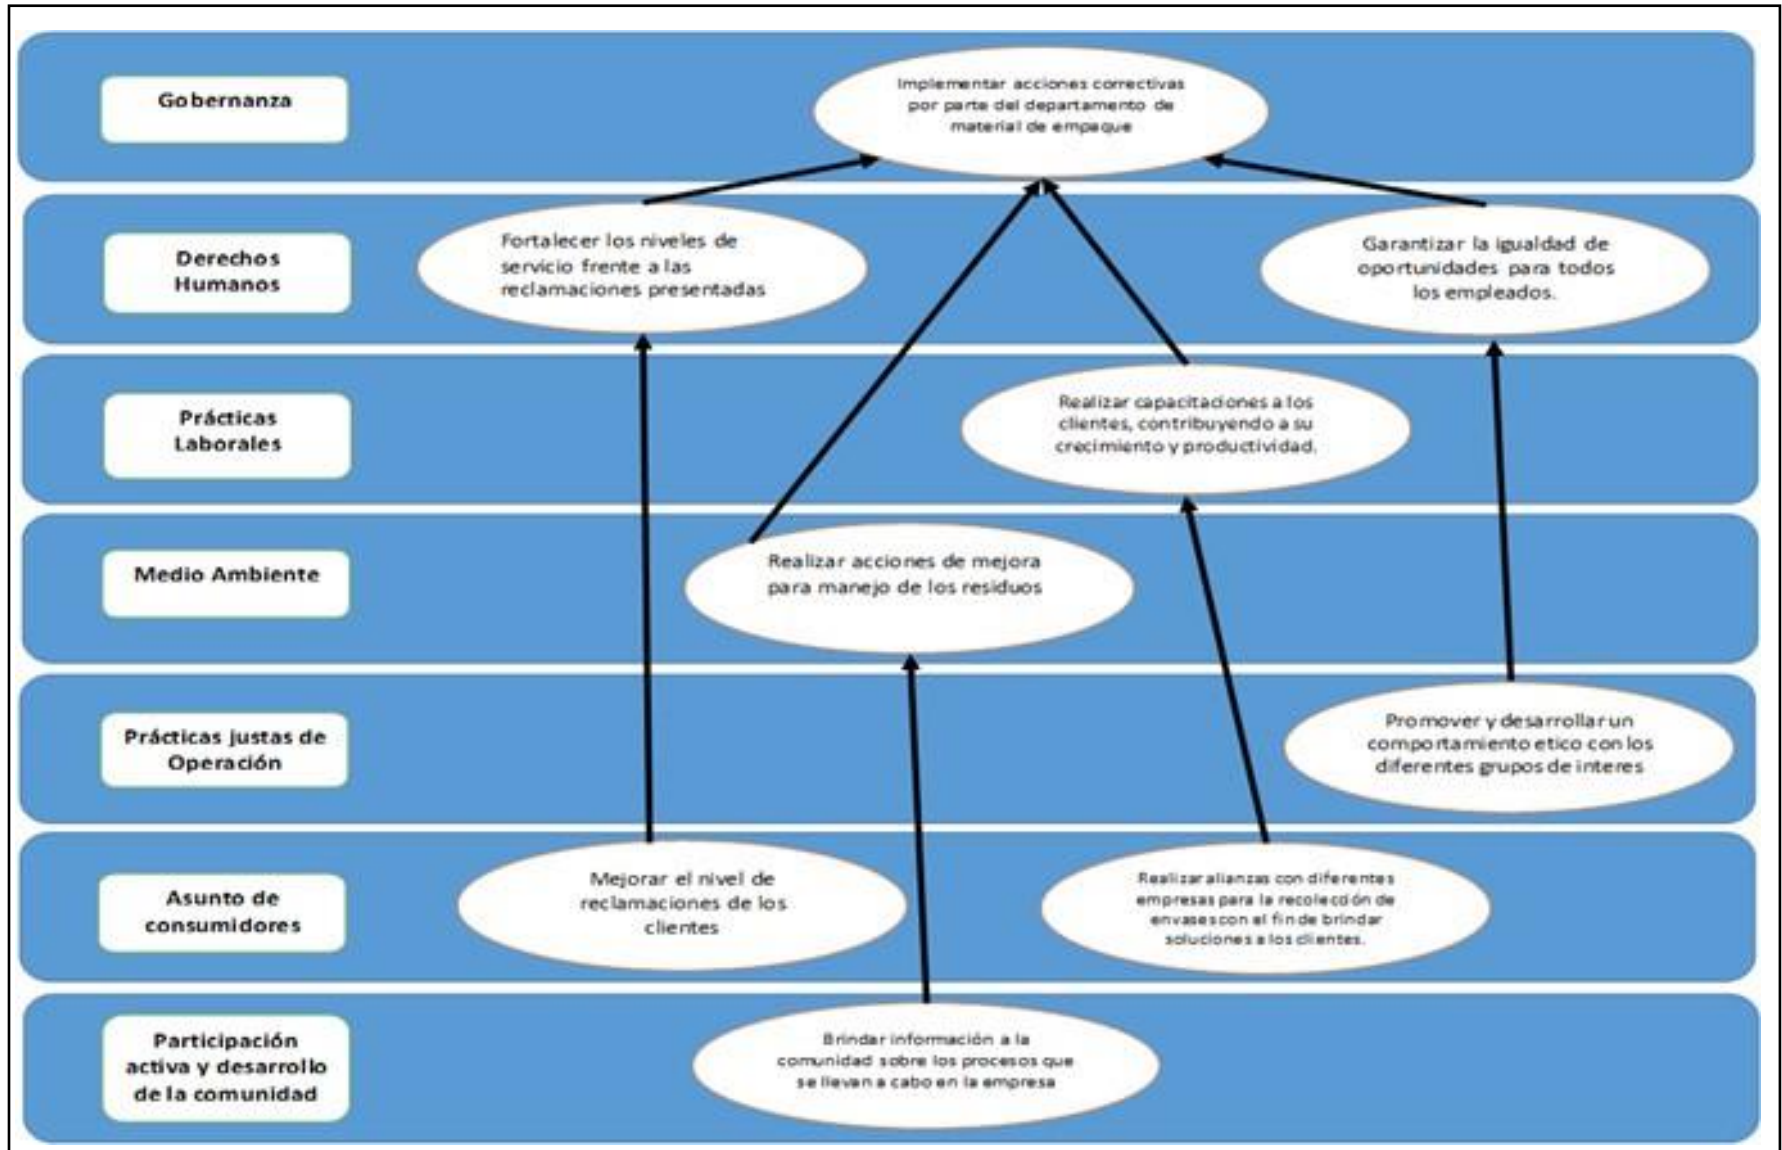 Gobernanza
Implementar acciones correctivas
por parte del departamento de
material de empaque
Derechos
Humanos
Fortalecer los niveles de
servicio frente a las
reclamaciones presentadas
Garantizar la igualdad de
oportunidades para todos
los empleados.
Prácticas
Laborales
Realizar capacitaciones a los
clientes, contribuyendo a su
crecimiento y productividad.
Medio Ambiente
Realizar acciones de mejora
para manejo de los residuos
Prácticas justas de
Operación
Promover y desarrollar un
comportamiento etico con los
diferentes grupos de interes
Asunto de
consumidores
Mejorar el nivel de
reclamaciones de los
clientes
Realizar alianzas con diferentes
empresas para la recolección de
envases con el fin de brindar
soluciones a los clientes.
Participación
activa y desarrollo
de la comunidad
Brindar información a la
comunidad sobre los procesos que
se llevan a cabo en la empresa